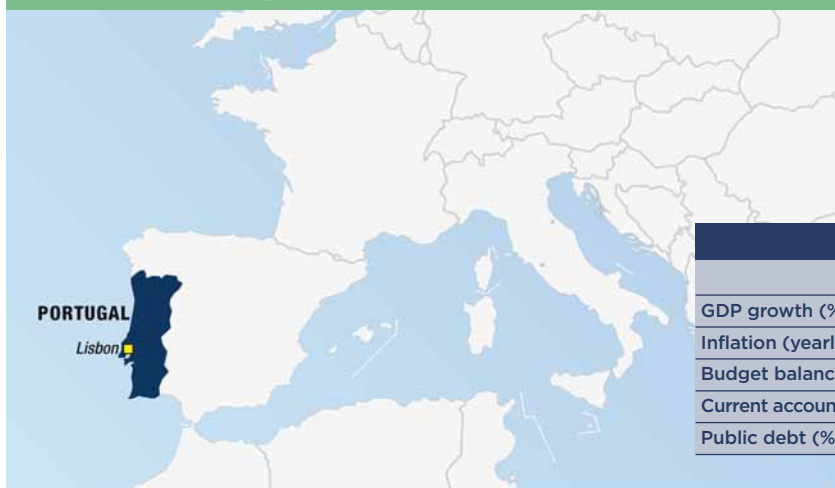 PORTUGAL
Lisbon
GDP growth (%
Inflation (yearl
Budget balanc
Current accoun
Public debt (%